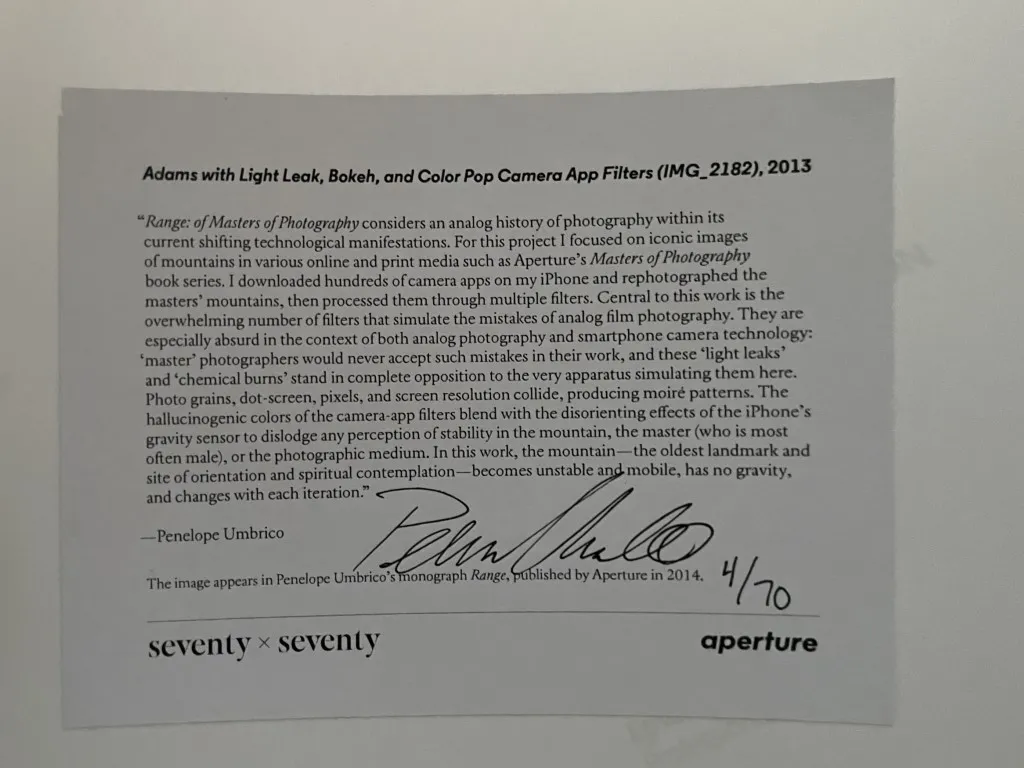 Adams with Light Leak, Bokeh, and Color Pop Camera App Filters (IMG_2182), 2013
“Range: of Masters of Photography considers an analog history of photography within its
current shifting technological manifestations. For this project I focused on iconic images
of mountains in various online and print media such as Aperture’s Masters of Photography
book series. I downloaded hundreds of camera apps on my iPhone and rephotographed the
masters’ mountains, then processed them through multiple filters. Central to this work is the
overwhelming number of filters that simulate the mistakes of analog film photography. They are
especially absurd in the context of both analog photography and smartphone camera technology:
‘master’ photographers would never accept such mistakes in their work, and these ‘light leaks’
and ‘chemical burns’ stand in complete opposition to the very apparatus simulating them here.
Photo grains, dot-screen, pixels, and screen resolution collide, producing moiré patterns. The
hallucinogenic colors of the camera-app filters blend with the disorienting effects of the iPhone’s
gravity sensor to dislodge any perception of stability in the mountain, the master (who is most
often male), or the photographic medium. In this work, the mountain—the oldest landmark and
site of orientation and spiritual contemplation—becomes unstable and mobile, has no gravity,
and changes with each iteration.”
—Penelope Umbrico
The image appears in Penelope Umbrico’s monograph Range, published by Aperture in 2014.
4/70
seventy × seventy
aperture